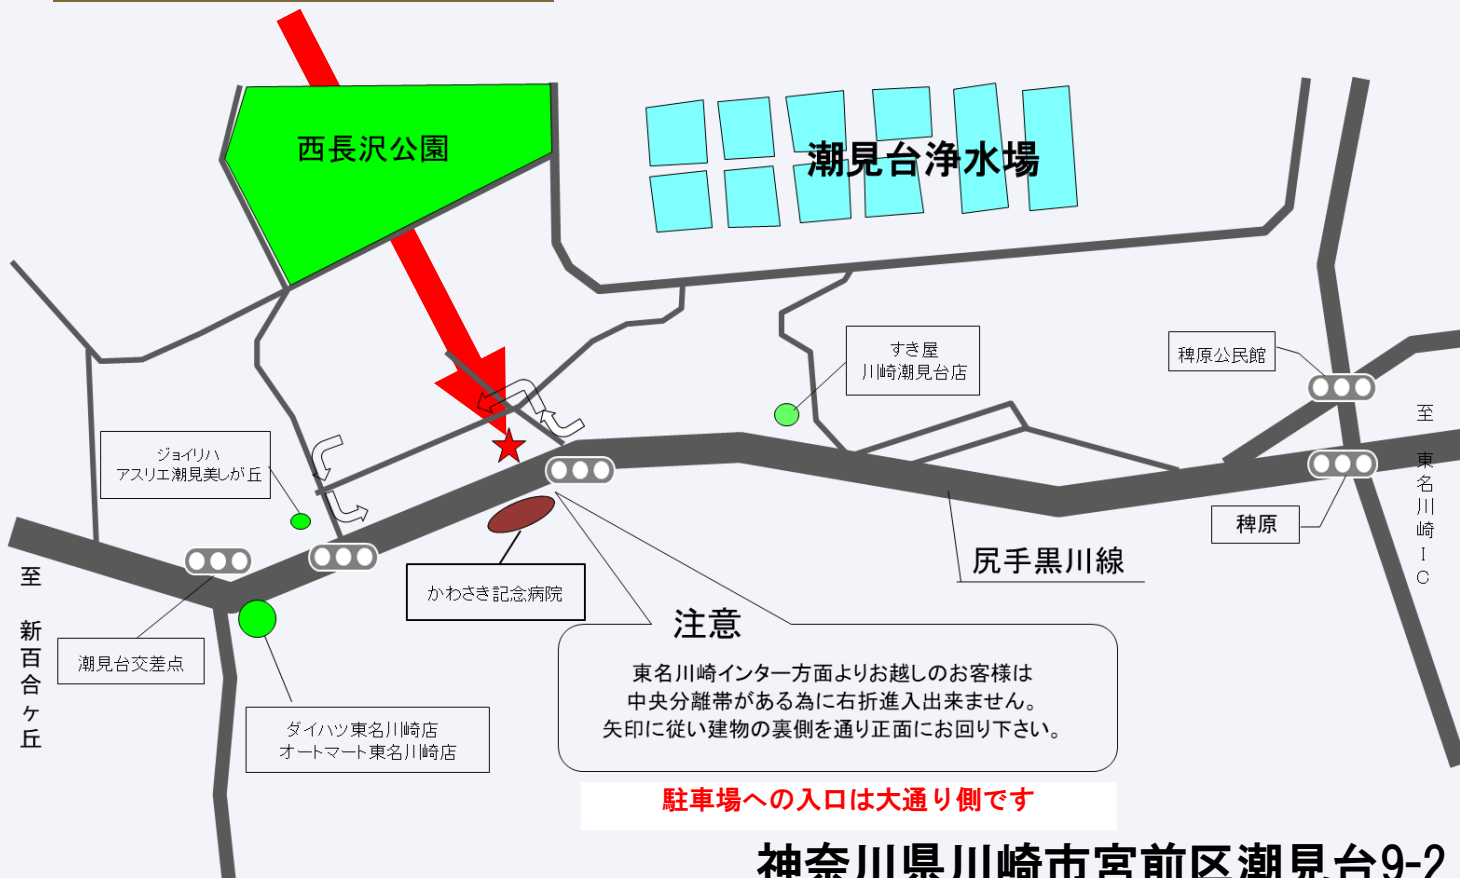 西長沢公園
潮見台浄水場
すき屋
川崎潮見台店
稗原公民館
至 東名川崎IC
ジョイリハ
アスリエ潮見美しが丘
稗原
尻手黒川線
至 新百合ヶ丘
かわさき記念病院
潮見台交差点
注意
東名川崎インター方面よりお越しのお客様は
中央分離帯がある為に右折進入出来ません。
矢印に従い建物の裏側を通り正面にお回り下さい。
ダイハツ東名川崎店
オートマート東名川崎店
駐車場への入口は大通り側です
神奈川県川崎市宮前区潮見台9-2